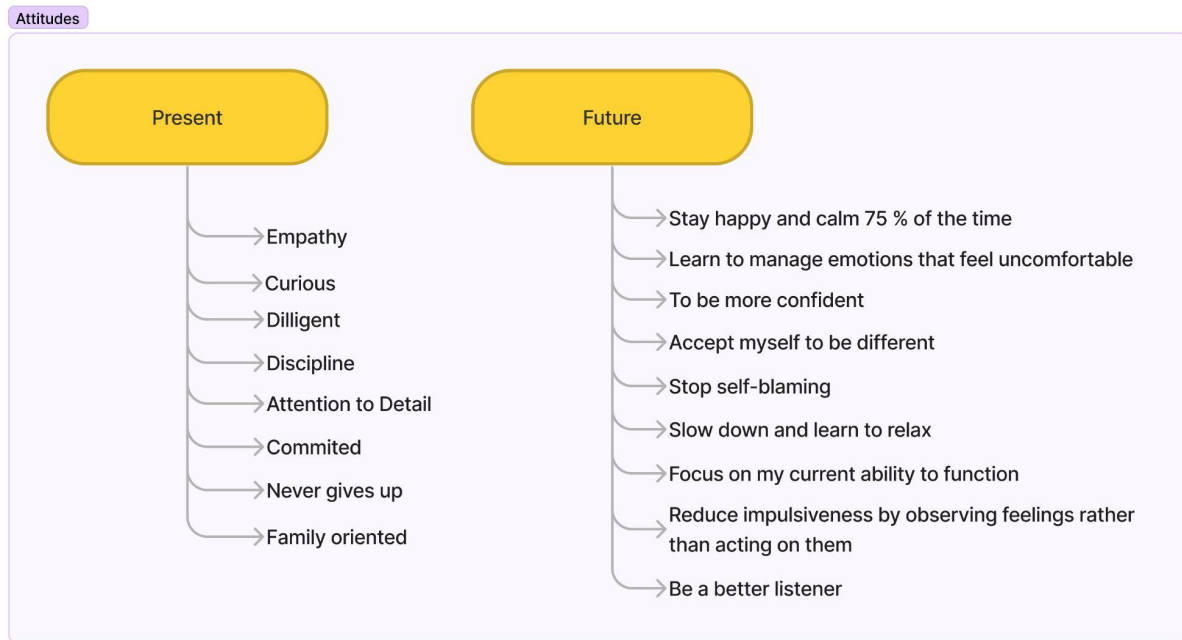 Attitudes
Present
Empathy
Curious
Dilligent
Discipline
Attention to Detail
Commited
Never gives up
Family oriented
Future
Stay happy and calm 75 % of the time
Learn to manage emotions that feel uncomfortable
To be more confident
Accept myself to be different
Stop self-blaming
Slow down and learn to relax
Focus on my current ability to function
Reduce impulsiveness by observing feelings rather
than acting on them
Be a better listener